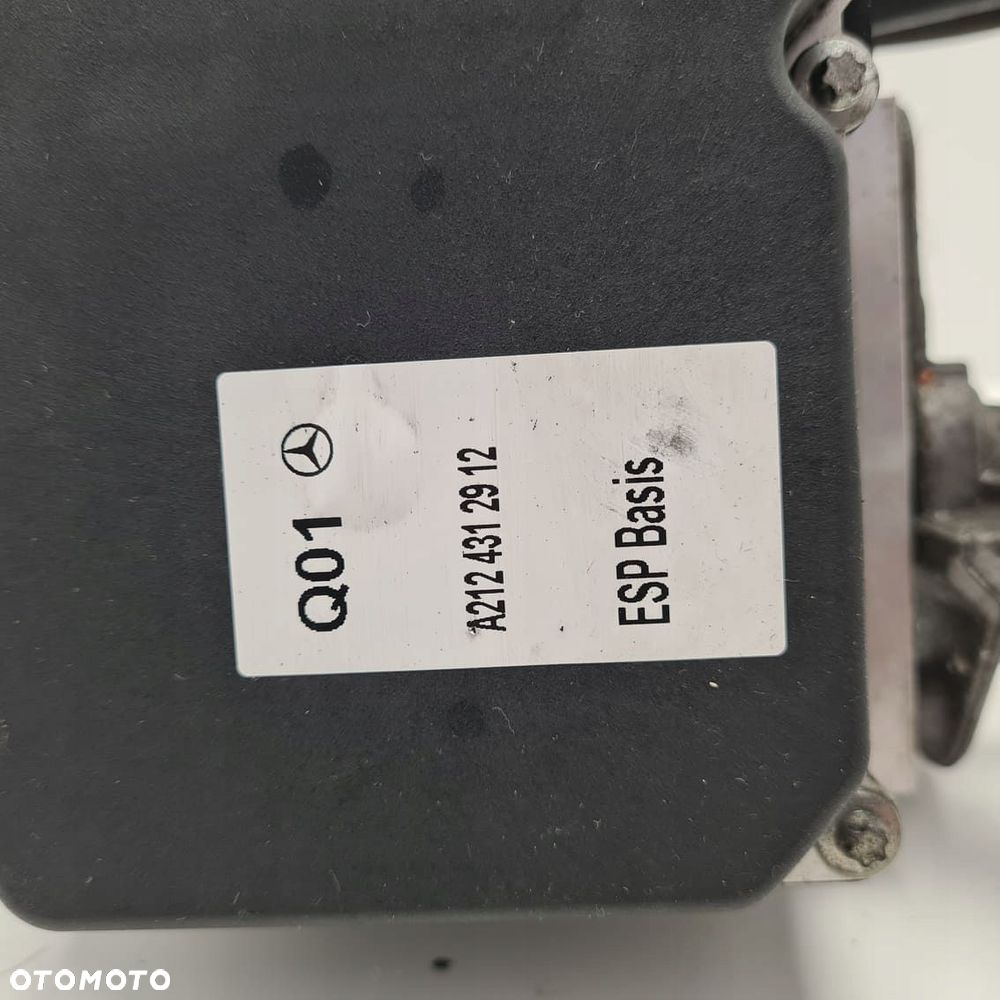 Q01
A212 431 29 12
ESP Basis
OTOMOTO